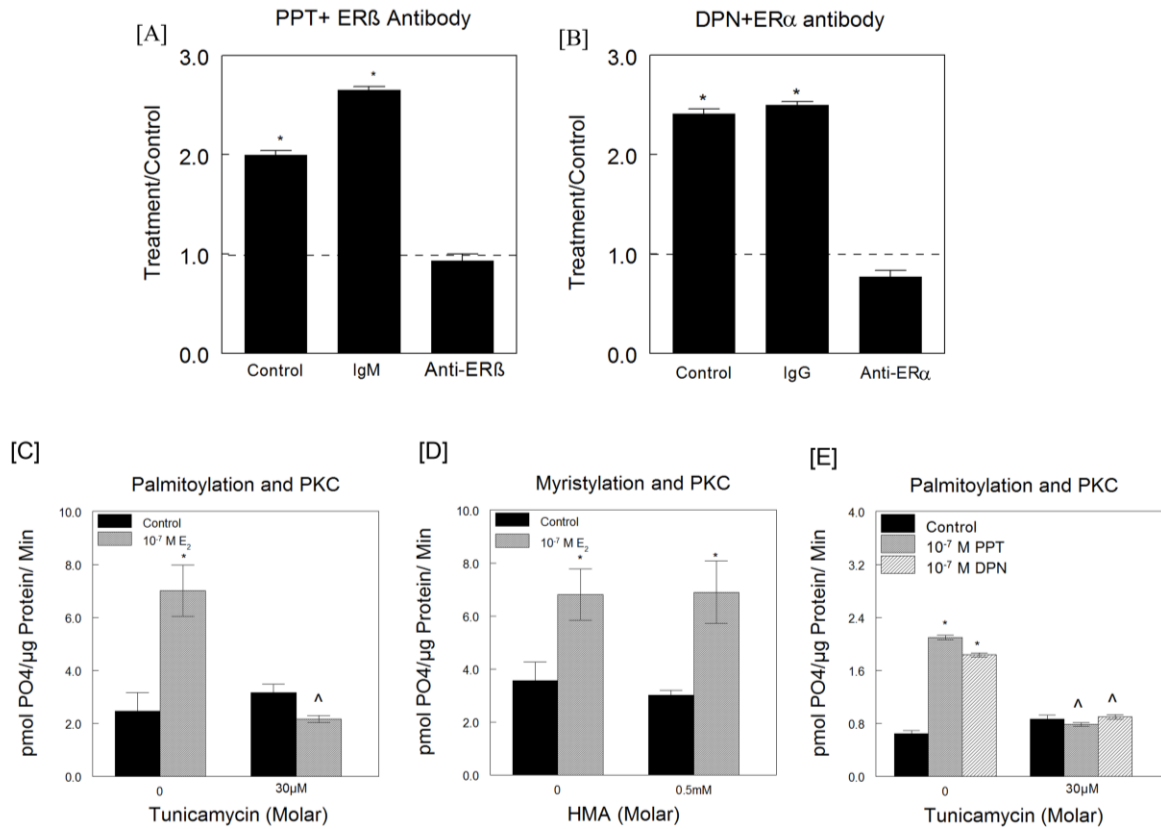 [A]
PPT+ ERß Antibody
Treatment/Control
3.0
2.0
1.0
0.0
*
*
Control
IgM
Anti-ERß
[B]
DPN+ERα antibody
Treatment/Control
3.0
2.0
1.0
0.0
*
*
Control
IgG
Anti-ERα
[C]
Palmitoylation and PKC
pmol PO4/µg Protein/ Min
10.0
8.0
6.0
4.0
2.0
0.0
Control
10⁻⁷ M E₂
*
^
0
30µM
Tunicamycin (Molar)
[D]
Myristylation and PKC
pmol PO4/µg Protein/ Min
10.0
8.0
6.0
4.0
2.0
0.0
Control
10⁻⁷ M E₂
*
*
0
0.5mM
HMA (Molar)
[E]
Palmitoylation and PKC
pmol PO4/µg Protein/ Min
4.0
3.2
2.4
1.6
0.8
0.0
Control
10⁻⁷ M PPT
10⁻⁷ M DPN
*
*
^
^
0
30µM
Tunicamycin (Molar)